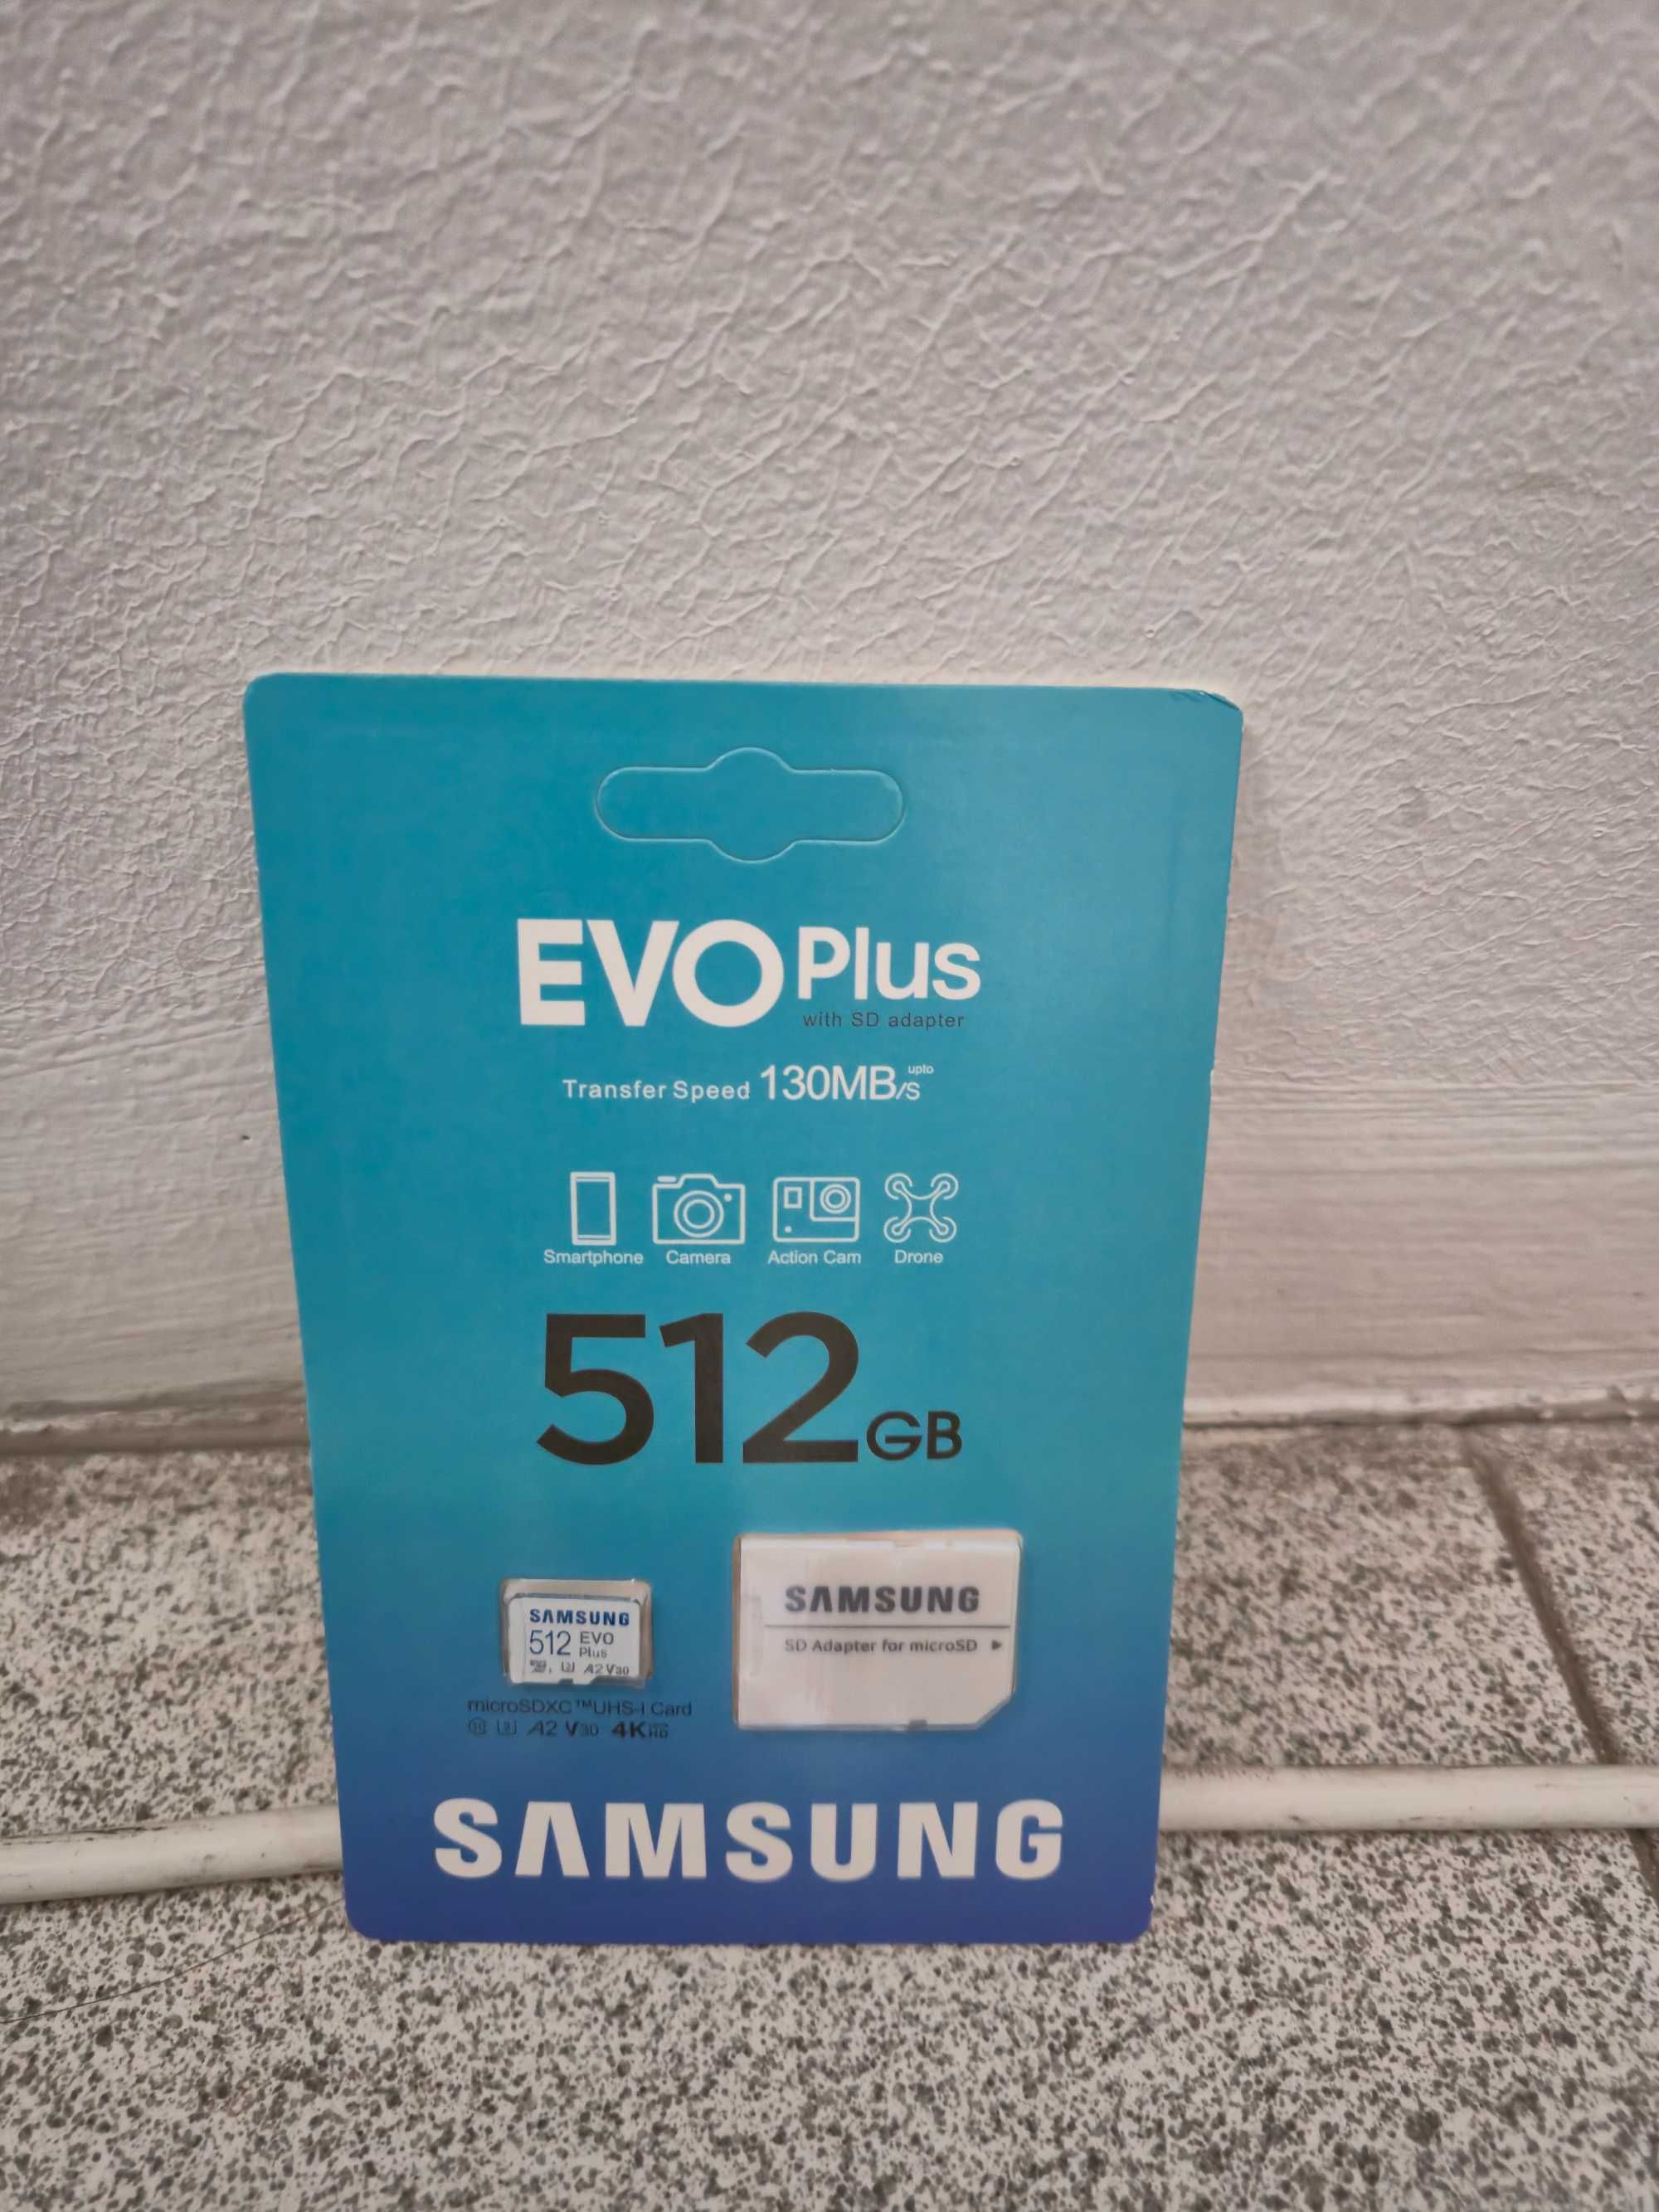 EVO Plus
with SD adapter
Transfer Speed 130MB/s upto
Smartphone Camera Action Cam Drone
512GB
SAMSUNG
512 EVO
Plus
A2 V30
microSDXC™UHS-I Card
A2 V30 4K
SAMSUNG
SD Adapter for microSD ▶
SAMSUNG